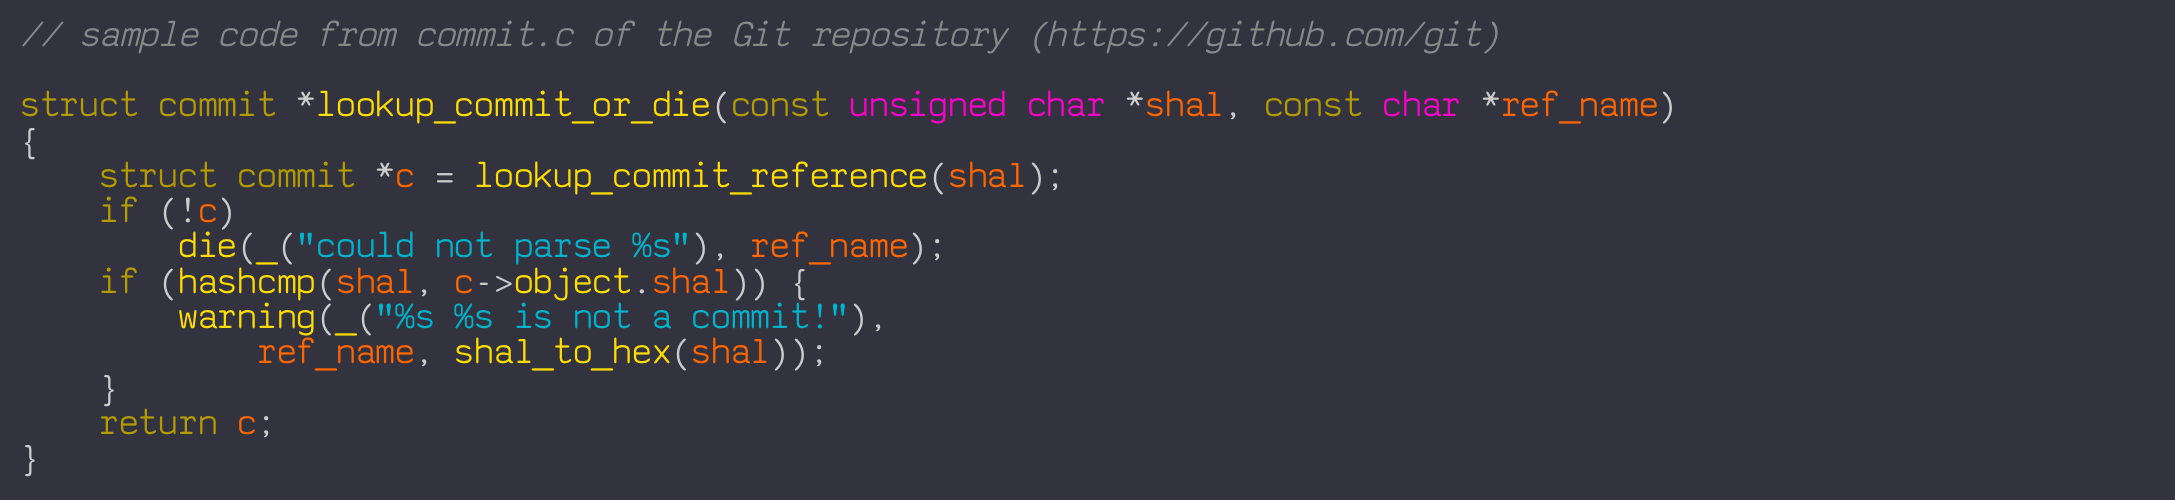 // sample code from commit.c of the Git repository (https://github.com/git)
struct commit *lookup_commit_or_die(const unsigned char *sha1, const char *ref_name)
{
    struct commit *c = lookup_commit_reference(sha1);
    if (!c)
        die(_("could not parse %s"), ref_name);
    if (hashcmp(sha1, c->object.sha1)) {
        warning(_("%s %s is not a commit!"),
            ref_name, sha1_to_hex(sha1));
    }
    return c;
}